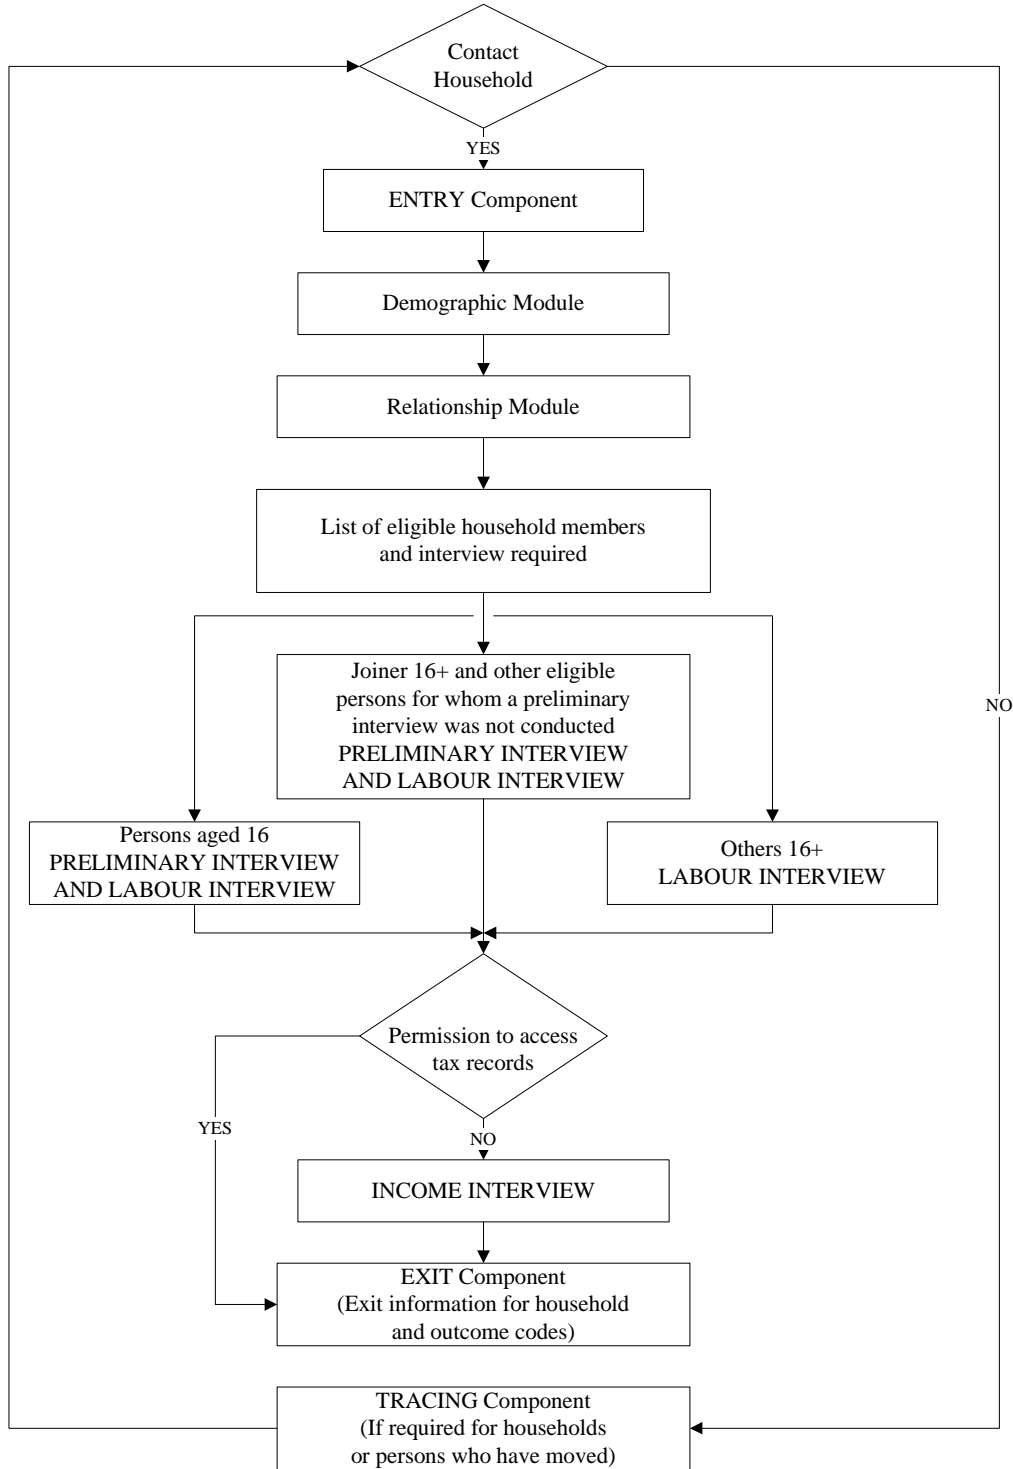 Contact
Household
YES
ENTRY Component
Demographic Module
Relationship Module
List of eligible household members
and interview required
Joiner 16+ and other eligible
persons for whom a preliminary
interview was not conducted
PRELIMINARY INTERVIEW
AND LABOUR INTERVIEW
NO
Persons aged 16
PRELIMINARY INTERVIEW
AND LABOUR INTERVIEW
Others 16+
LABOUR INTERVIEW
Permission to access
tax records
YES
NO
INCOME INTERVIEW
EXIT Component
(Exit information for household
and outcome codes)
TRACING Component
(If required for households
or persons who have moved)